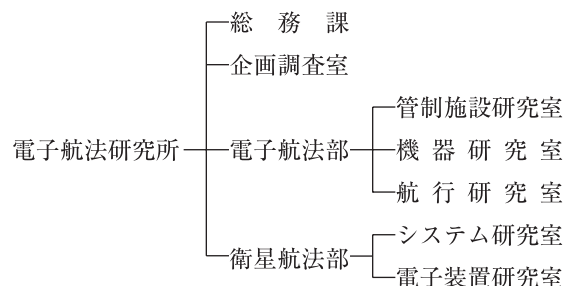 総務課
企画調査室
管制施設研究室
電子航法研究所
電子航法部
機器研究室
航行研究室
システム研究室
衛星航法部
電子装置研究室